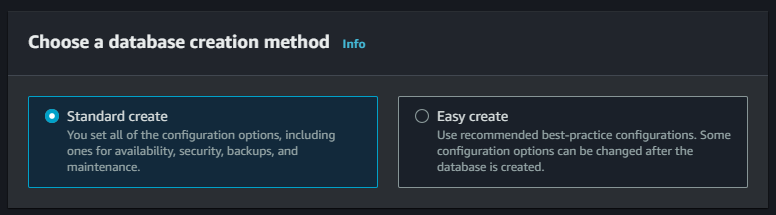 Choose a database creation method Info
Standard create
You set all of the configuration options, including
ones for availability, security, backups, and
maintenance.
Easy create
Use recommended best-practice configurations. Some
configuration options can be changed after the
database is created.